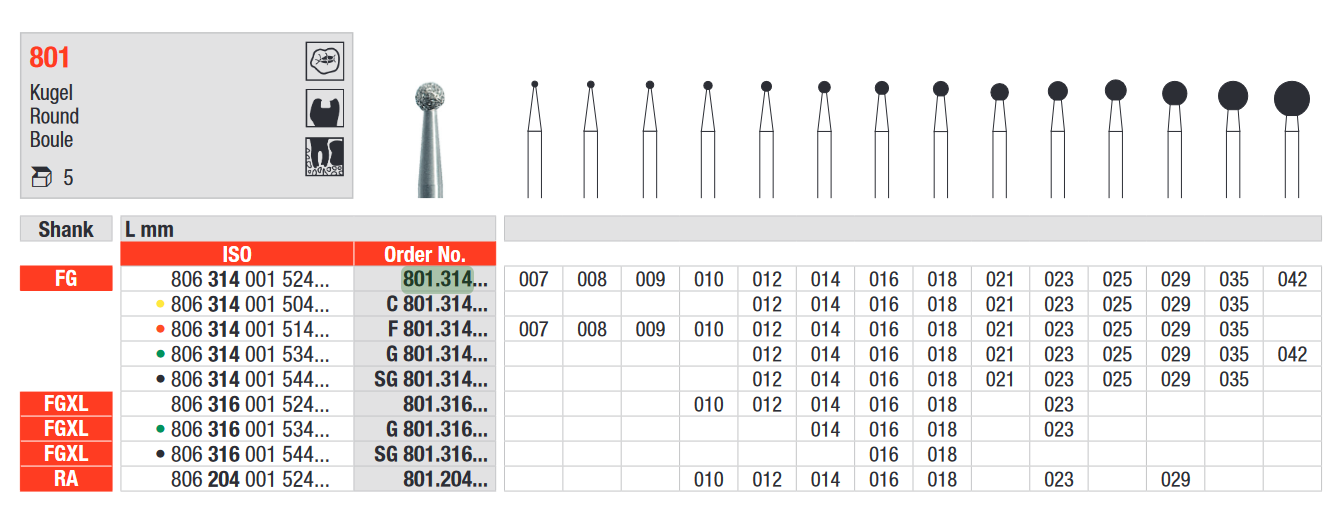 801
Kugel
Round
Boule
5
Shank L mm
ISO Order No.
FG 806 314 001 524... 801.314... 007 008 009 010 012 014 016 018 021 023 025 029 035 042
806 314 001 504... C 801.314... 012 014 016 018 021 023 025 029 035
806 314 001 514... F 801.314... 007 008 009 010 012 014 016 018 021 023 025 029 035
806 314 001 534... G 801.314... 012 014 016 018 021 023 025 029 035 042
806 314 001 544... SG 801.314... 012 014 016 018 021 023 025 029 035
FGXL 806 316 001 524... 801.316... 010 012 014 016 018 023
FGXL 806 316 001 534... G 801.316... 014 016 018 023
FGXL 806 316 001 544... SG 801.316... 016 018
RA 806 204 001 524... 801.204... 010 012 014 016 018 023 029